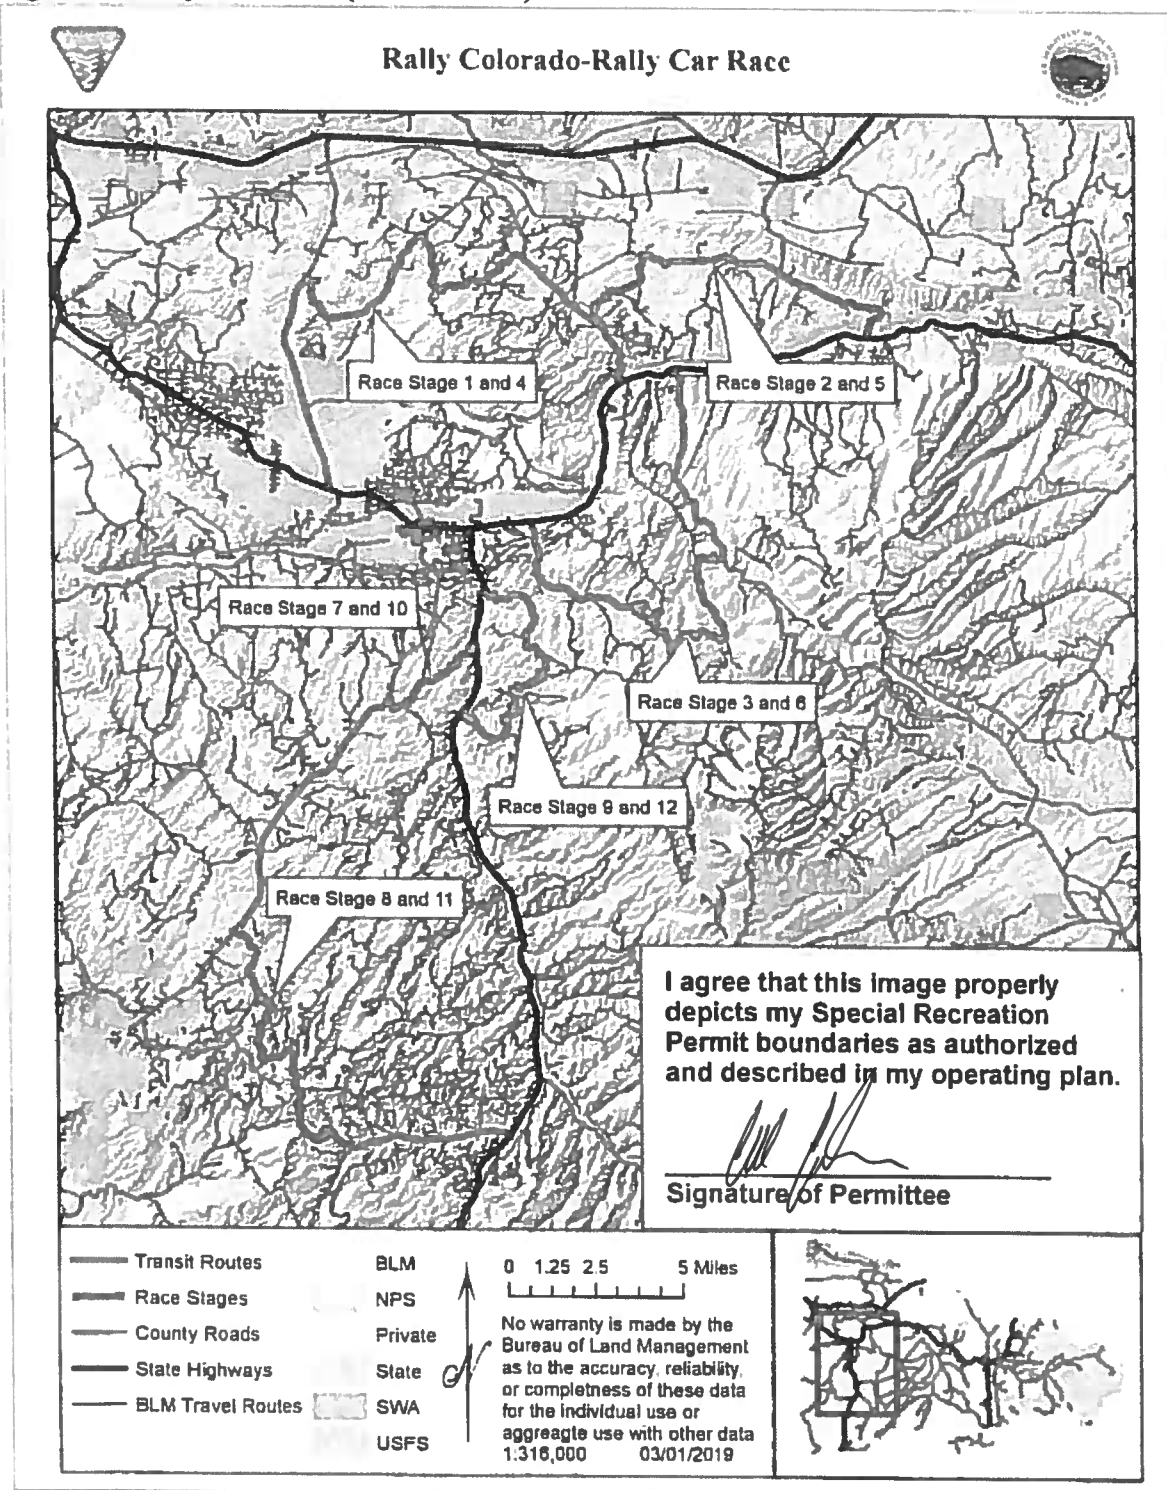 Rally Colorado-Rally Car Race
Race Stage 1 and 4
Race Stage 2 and 5
Race Stage 7 and 10
Race Stage 3 and 6
Race Stage 9 and 12
Race Stage 8 and 11
I agree that this image properly
depicts my Special Recreation
Permit boundaries as authorized
and described in my operating plan.
Signature of Permittee
Transit Routes
Race Stages
County Roads
State Highways
BLM Travel Routes
BLM
NPS
Private
State
SWA
USFS
N
0 1.25 2.5 5 Miles
No warranty is made by the
Bureau of Land Management
as to the accuracy, reliability,
or completness of these data
for the individual use or
aggreagte use with other data
1:316,000 03/01/2019